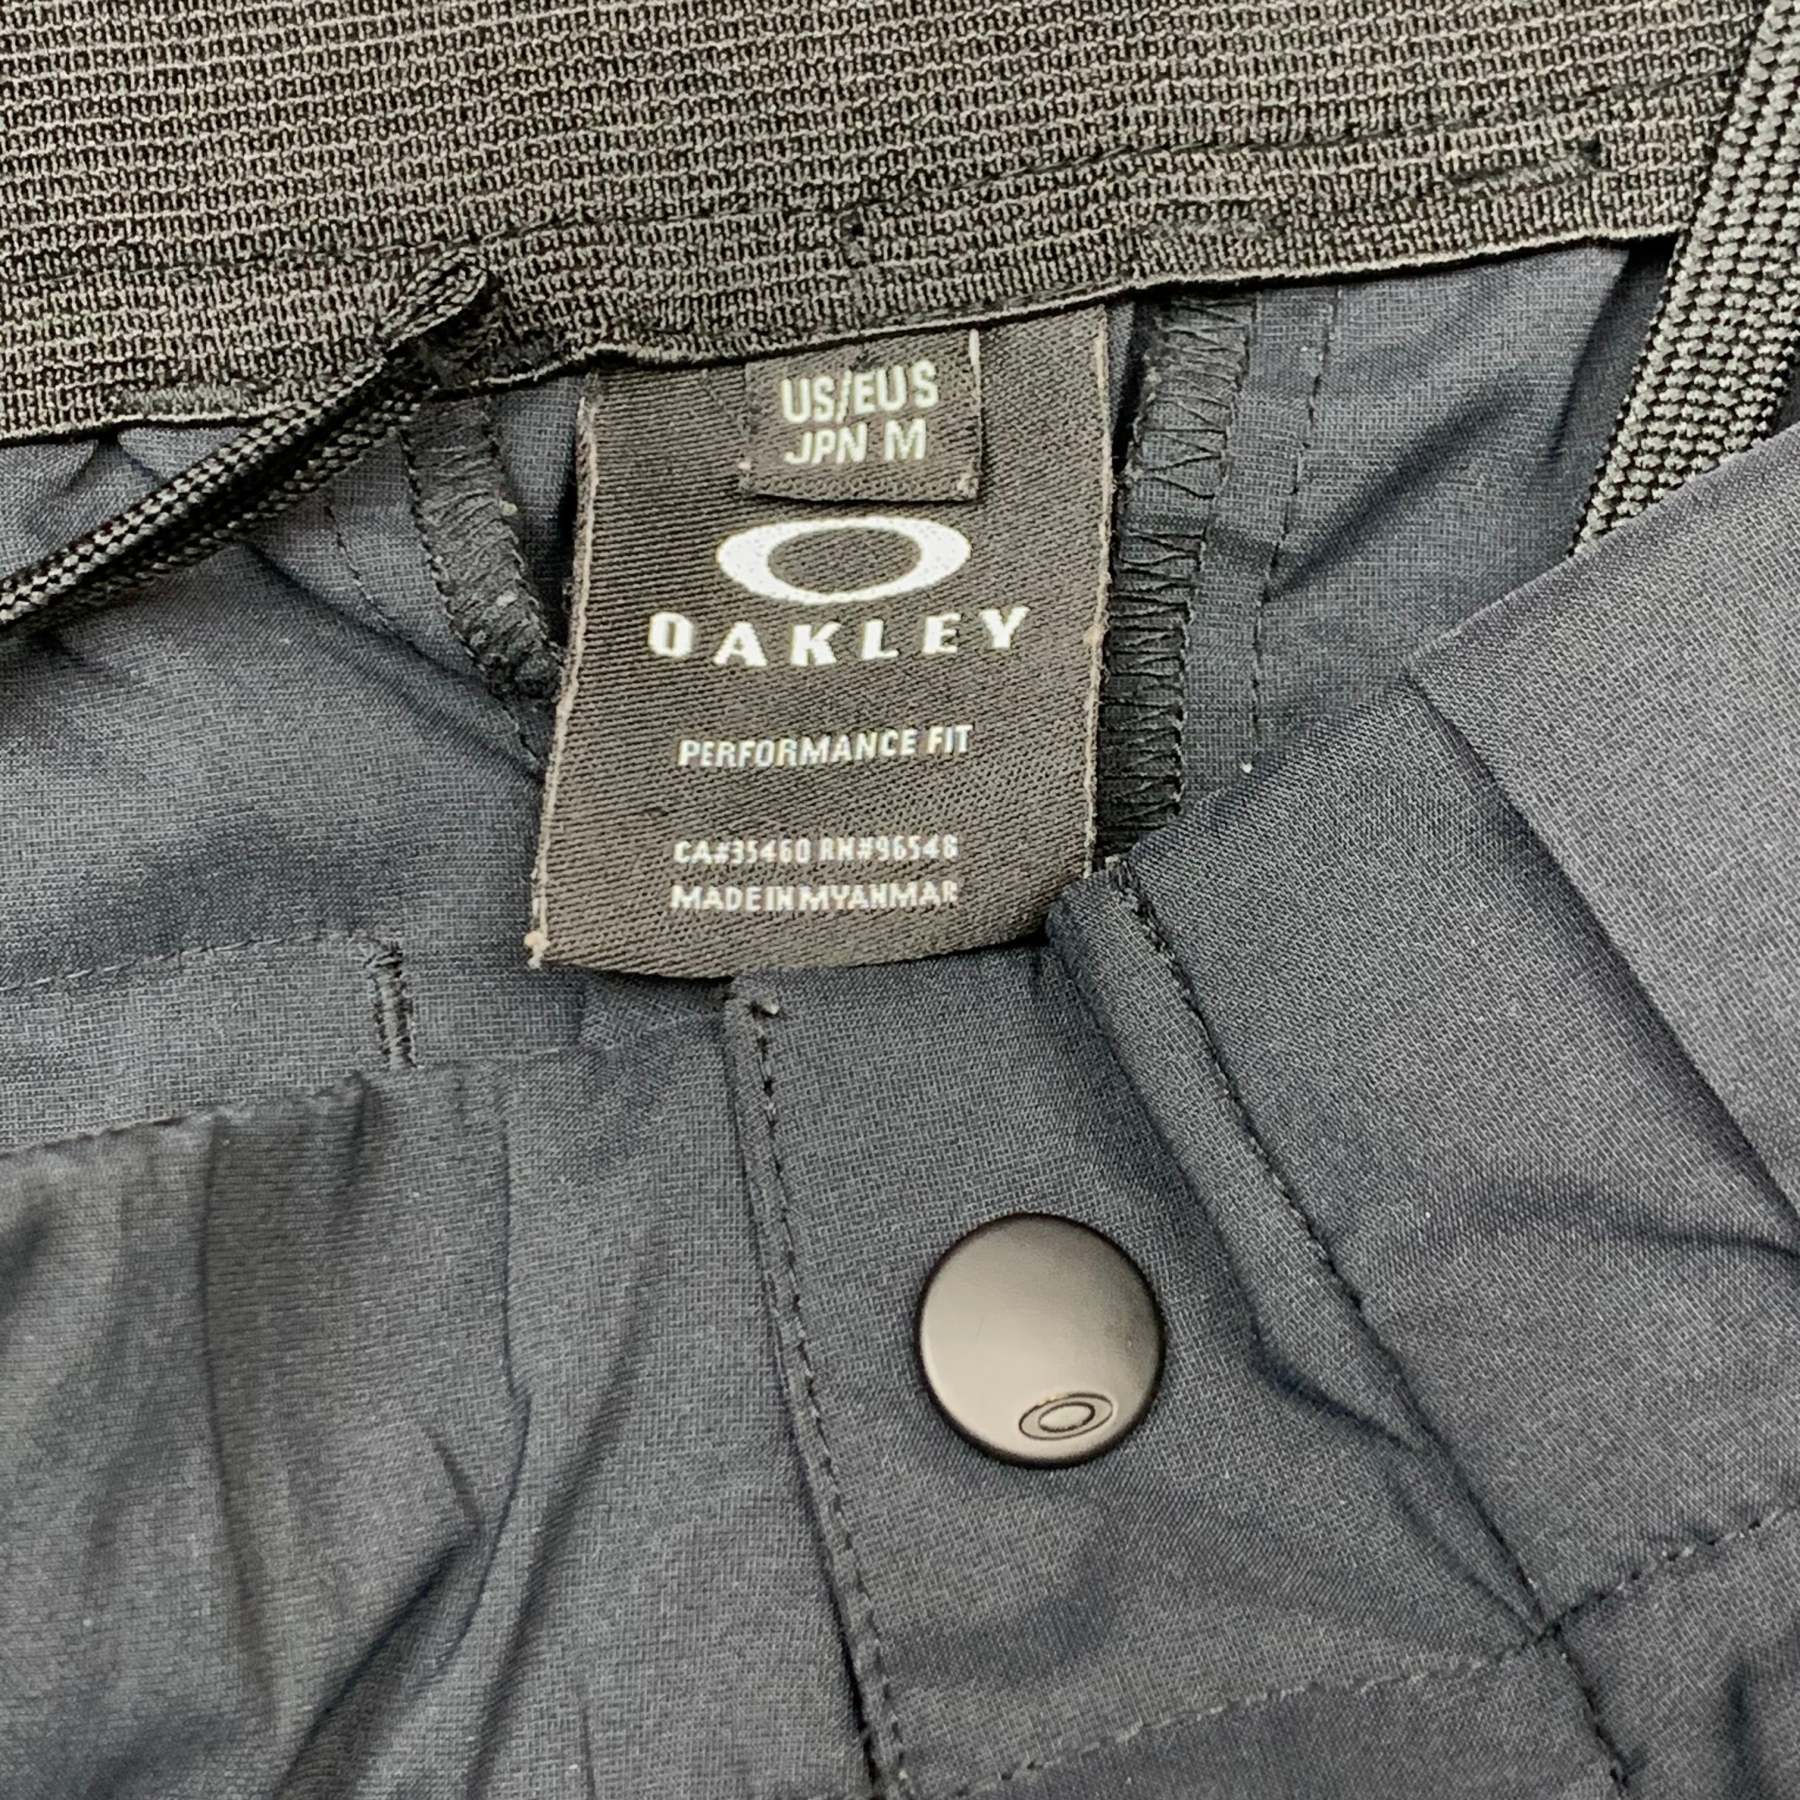 US/EU S
JPN M
OAKLEY
PERFORMANCE FIT
CA#35460 RN#96548
MADE IN MYANMAR